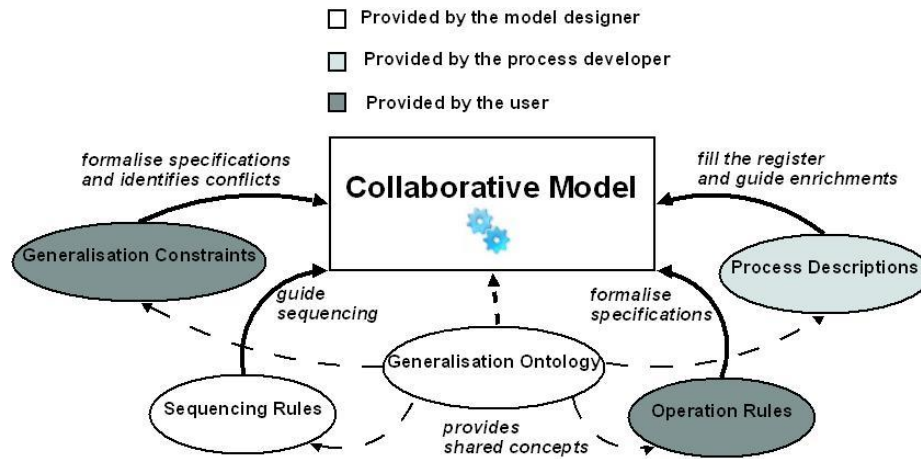 Provided by the model designer
Provided by the process developer
Provided by the user
formalise specifications
and identifies conflicts
fill the register
and guide enrichments
Collaborative Model
Generalisation Constraints
Process Descriptions
guide
sequencing
formalise
specifications
Generalisation Ontology
Sequencing Rules
Operation Rules
provides
shared concepts